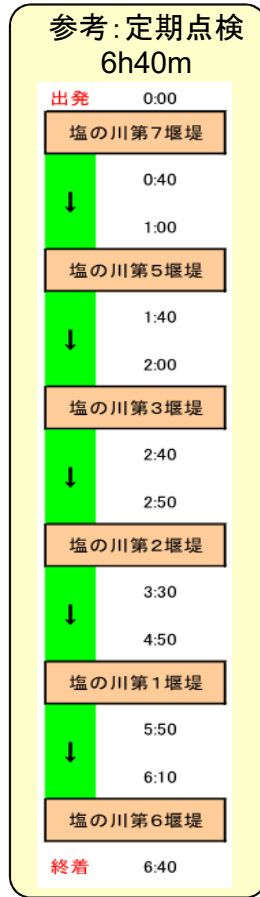 参考:定期点検
6h40m
出発 0:00
塩の川第7堰堤
0:40
↓
1:00
塩の川第5堰堤
1:40
↓
2:00
塩の川第3堰堤
2:40
↓
2:50
塩の川第2堰堤
3:30
↓
4:50
塩の川第1堰堤
5:50
↓
6:10
塩の川第6堰堤
終着 6:40